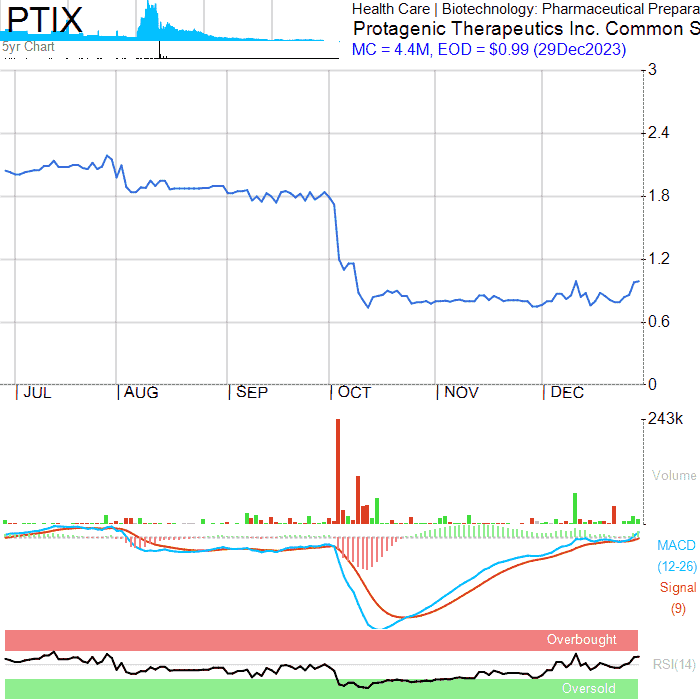 PTIX
5yr Chart
Health Care | Biotechnology: Pharmaceutical Prepara
Protagenic Therapeutics Inc. Common S
MC = 4.4M, EOD = $0.99 (29Dec2023)
3
2.4
1.8
1.2
0.6
0
JUL
AUG
SEP
OCT
NOV
DEC
243k
Volume
MACD
(12-26)
Signal
(9)
Overbought
RSI(14)
Oversold